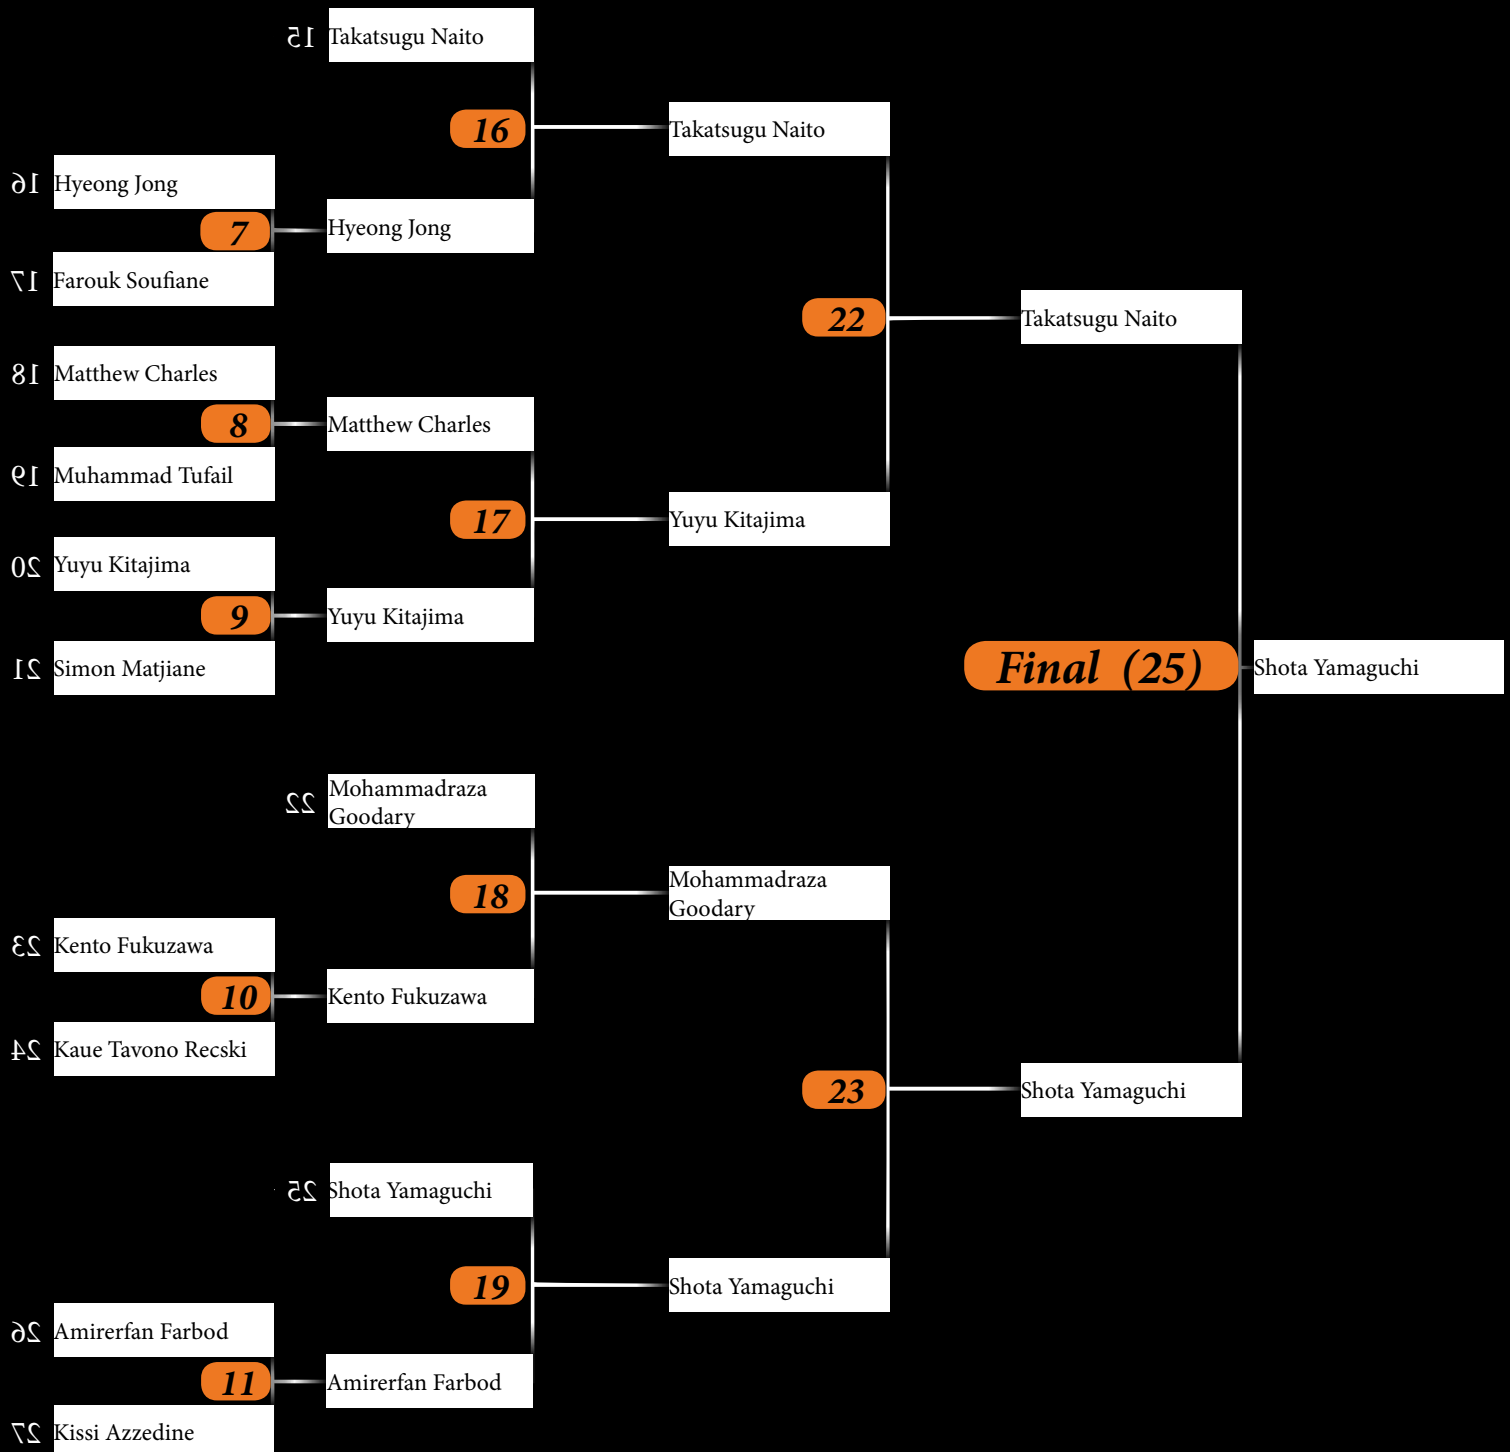 15 Takatsugu Naito
16
Takatsugu Naito
16 Hyeong Jong
7
Hyeong Jong
17 Farouk Soufiane
22
Takatsugu Naito
18 Matthew Charles
8
Matthew Charles
19 Muhammad Tufail
17
Yuyu Kitajima
20 Yuyu Kitajima
9
Yuyu Kitajima
21 Simon Matjiane
Final (25)
Shota Yamaguchi
22 Mohammadraza
Goodary
18
Mohammadraza
Goodary
23 Kento Fukuzawa
10
Kento Fukuzawa
24 Kaue Tavono Recski
23
Shota Yamaguchi
25 Shota Yamaguchi
19
Shota Yamaguchi
26 Amirerfan Farbod
11
Amirerfan Farbod
27 Kissi Azzedine